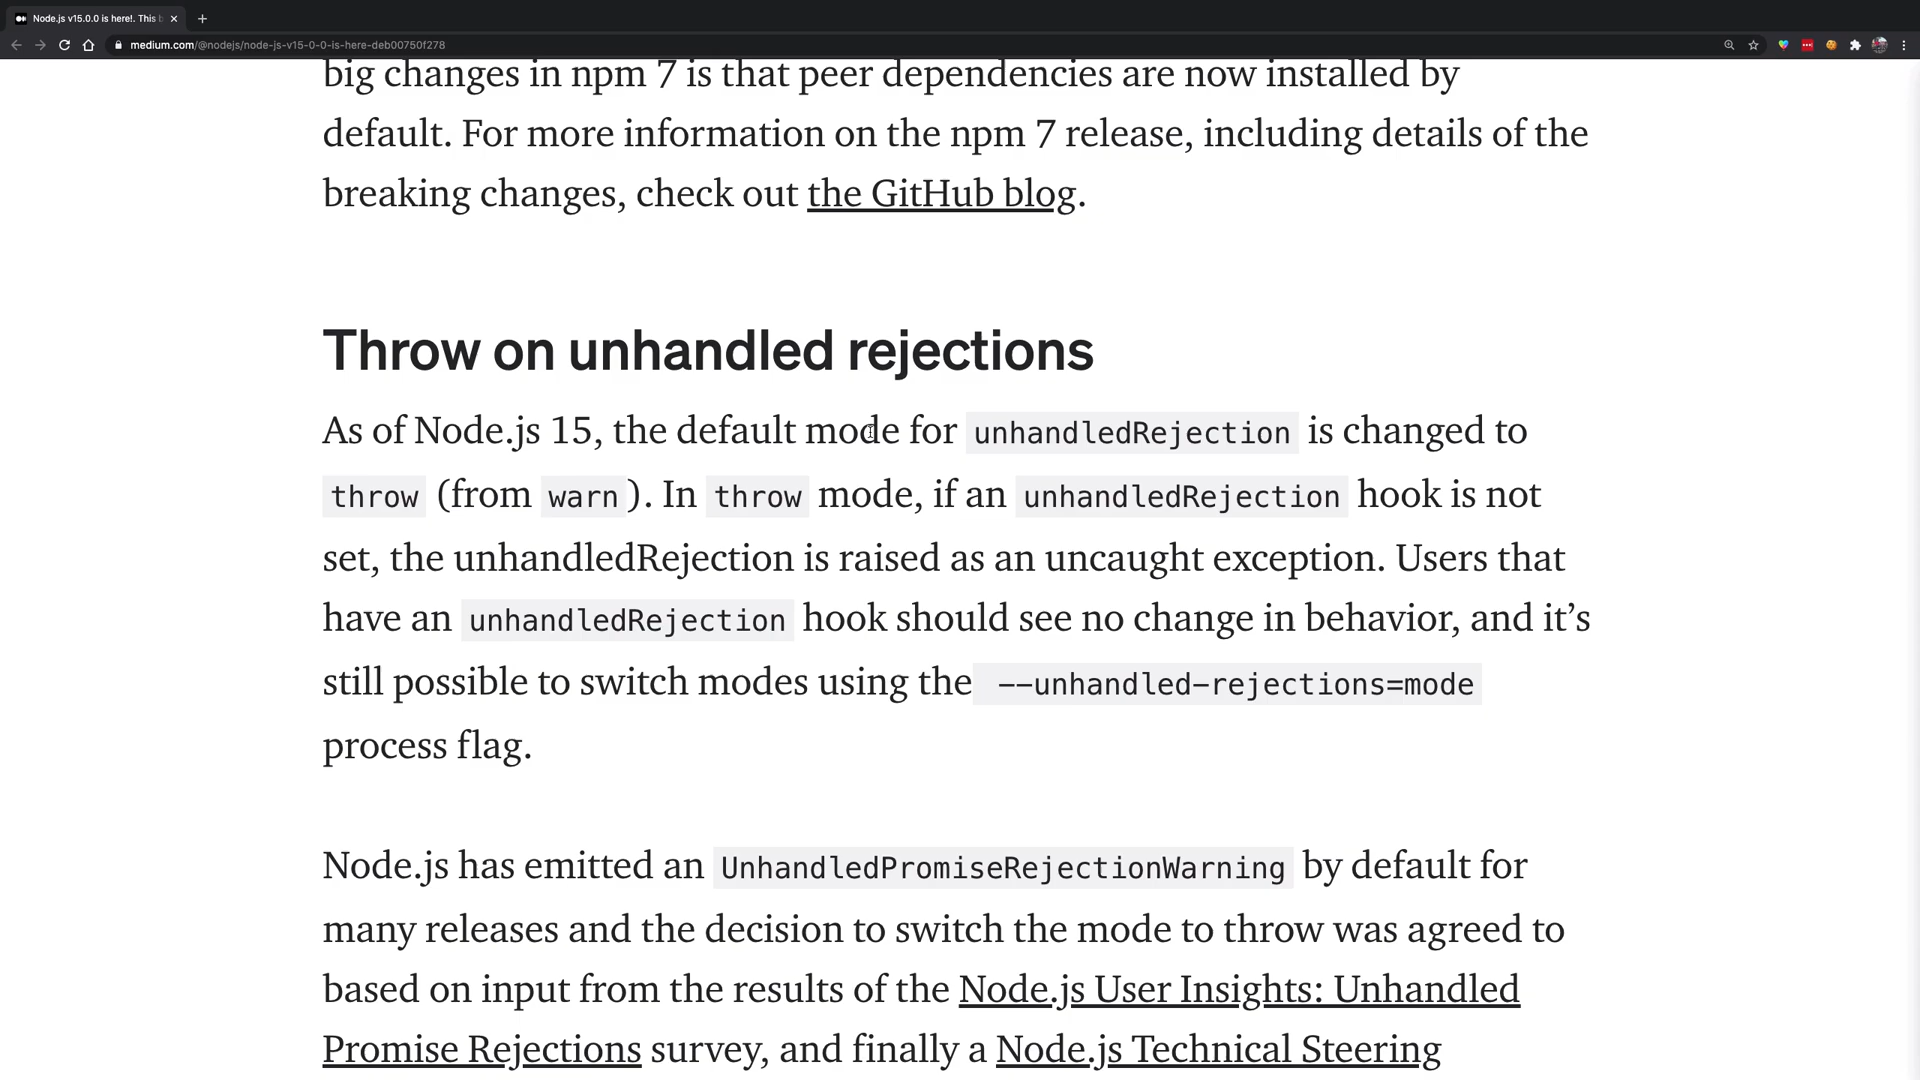 Node.js v15.0.0 is here!. This b
medium.com/@nodejs/node-js-v15-0-0-is-here-deb00750f278
big changes in npm 7 is that peer dependencies are now installed by
default. For more information on the npm 7 release, including details of the
breaking changes, check out the GitHub blog.
Throw on unhandled rejections
As of Node.js 15, the default mode for unhandledRejection is changed to
throw (from warn). In throw mode, if an unhandledRejection hook is not
set, the unhandledRejection is raised as an uncaught exception. Users that
have an unhandledRejection hook should see no change in behavior, and it’s
still possible to switch modes using the --unhandled-rejections=mode
process flag.
Node.js has emitted an UnhandledPromiseRejectionWarning by default for
many releases and the decision to switch the mode to throw was agreed to
based on input from the results of the Node.js User Insights: Unhandled
Promise Rejections survey, and finally a Node.js Technical Steering